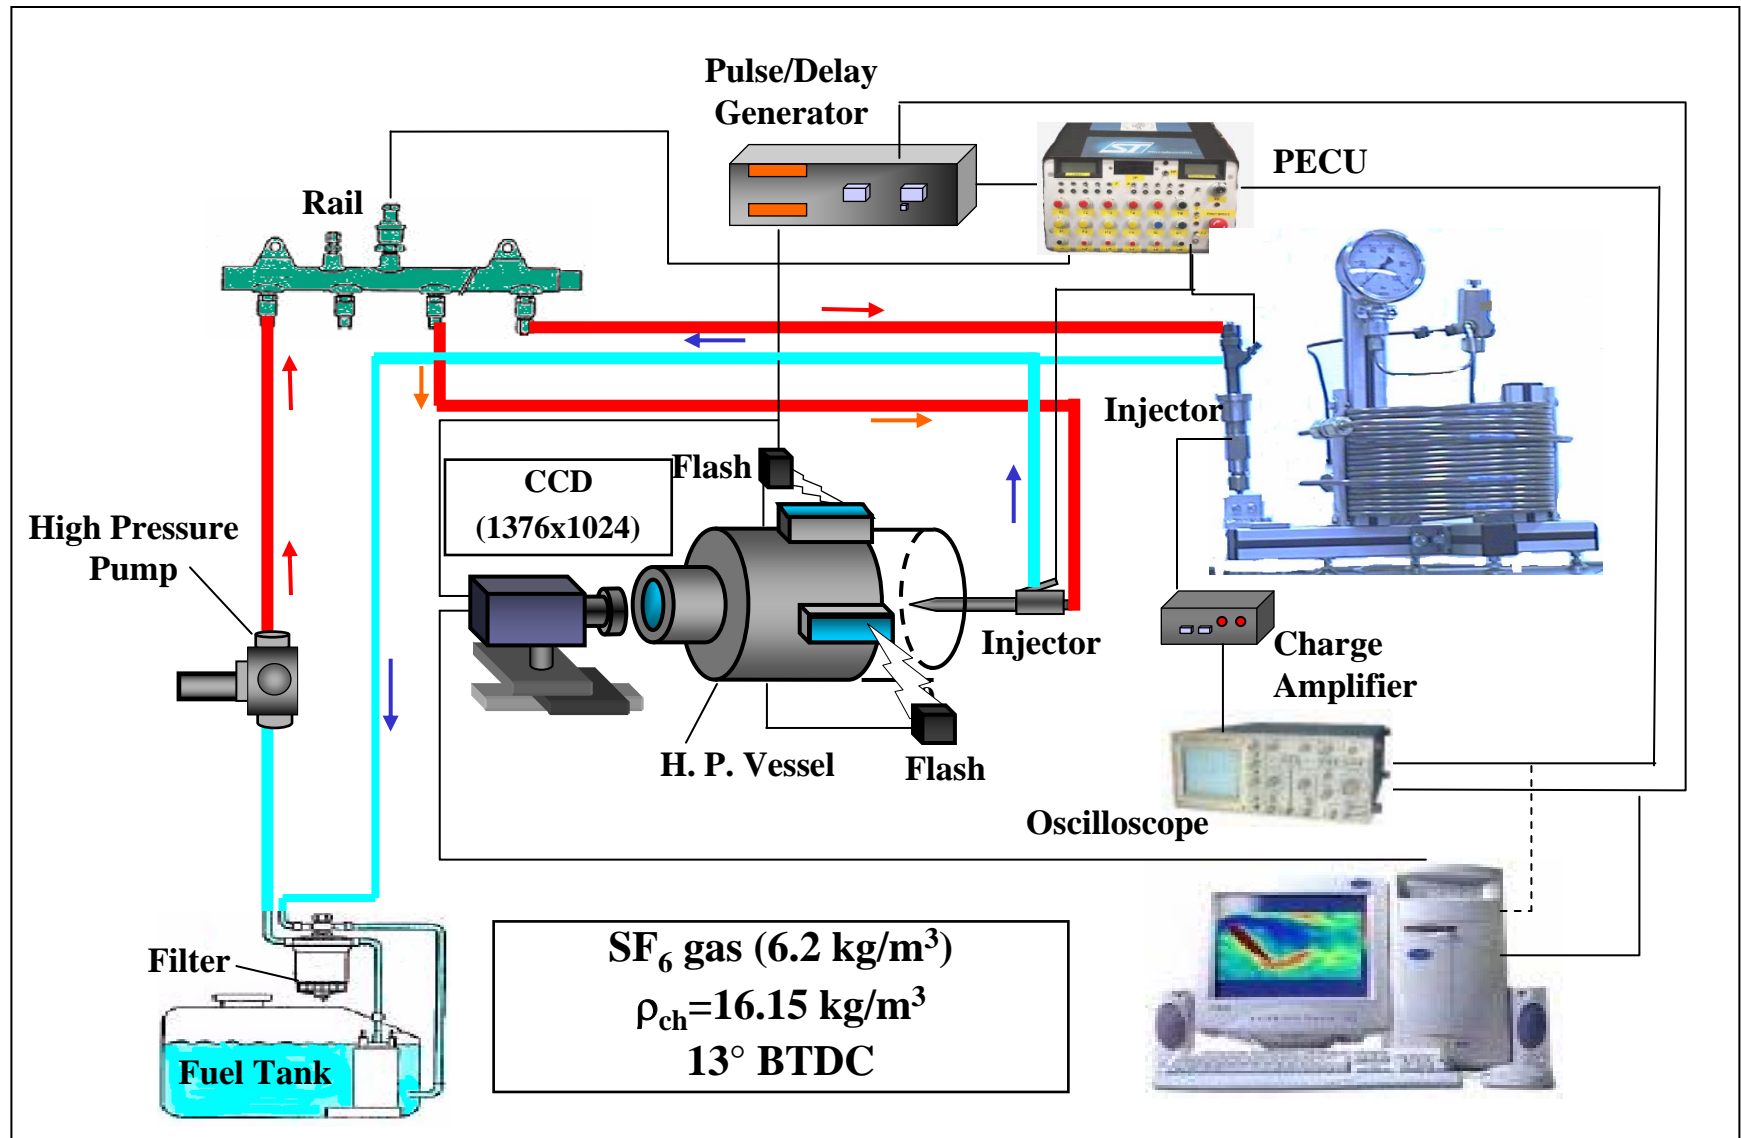 Pulse/Delay
Generator
PECU
ST
Rail
Injector
Flash
CCD
(1376x1024)
High Pressure
Pump
Injector
Charge
Amplifier
H. P. Vessel
Flash
Oscilloscope
Filter
Fuel Tank
SF₆ gas (6.2 kg/m³)
ρch=16.15 kg/m³
13° BTDC